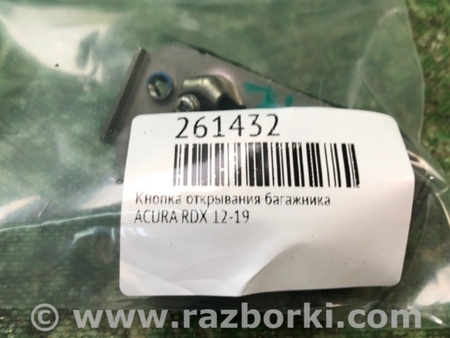 261432
Кнопка открывания багажника
ACURA RDX 12-19
© www.razborki.com